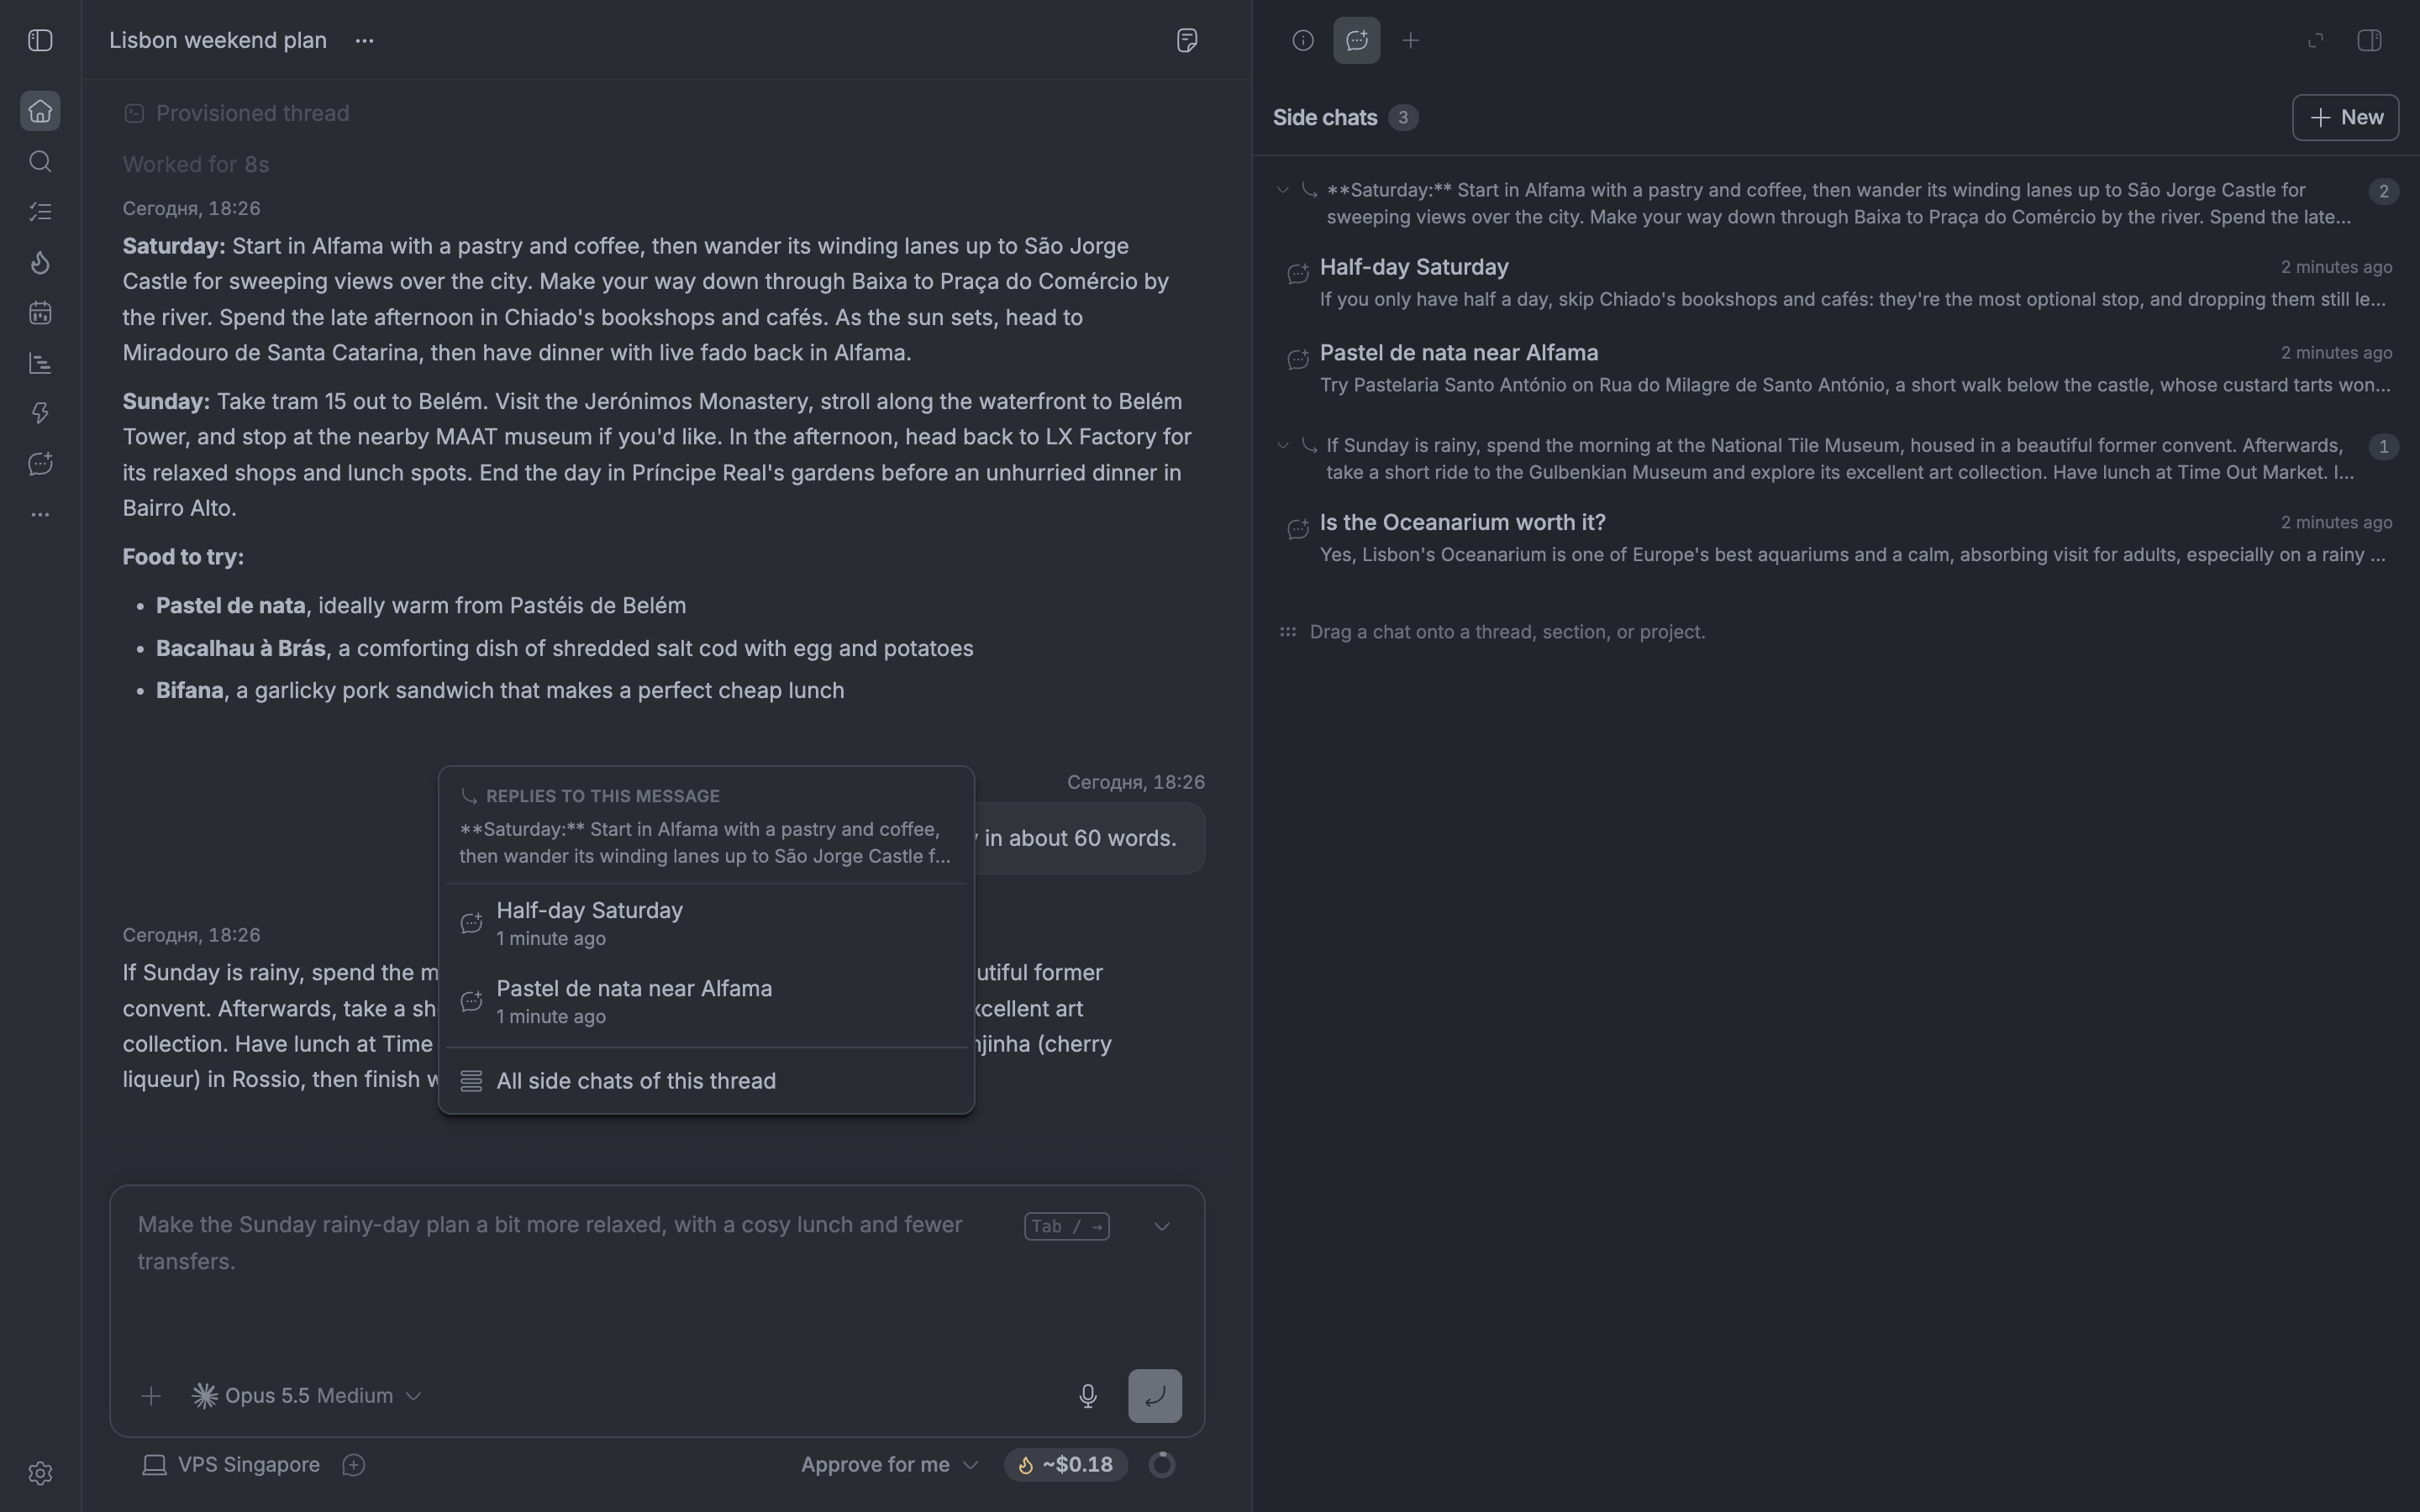 Lisbon weekend plan
Provisioned thread
Worked for 8s
Сегодня, 18:26
Saturday: Start in Alfama with a pastry and coffee, then wander its winding lanes up to São Jorge
Castle for sweeping views over the city. Make your way down through Baixa to Praça do Comércio by
the river. Spend the late afternoon in Chiado's bookshops and cafés. As the sun sets, head to
Miradouro de Santa Catarina, then have dinner with live fado back in Alfama.
Sunday: Take tram 15 out to Belém. Visit the Jerónimos Monastery, stroll along the waterfront to Belém
Tower, and stop at the nearby MAAT museum if you'd like. In the afternoon, head back to LX Factory for
its relaxed shops and lunch spots. End the day in Príncipe Real's gardens before an unhurried dinner in
Bairro Alto.
Food to try:
• Pastel de nata, ideally warm from Pastéis de Belém
• Bacalhau à Brás, a comforting dish of shredded salt cod with egg and potatoes
• Bifana, a garlicky pork sandwich that makes a perfect cheap lunch
Сегодня, 18:26
in about 60 words.
REPLIES TO THIS MESSAGE
**Saturday:** Start in Alfama with a pastry and coffee,
then wander its winding lanes up to São Jorge Castle f...
Half-day Saturday
1 minute ago
Pastel de nata near Alfama
1 minute ago
All side chats of this thread
Сегодня, 18:26
If Sunday is rainy, spend the
former
convent. Afterwards, take a
art
collection. Have lunch at Time
(cherry
liqueur) in Rossio, then finish
Make the Sunday rainy-day plan a bit more relaxed, with a cosy lunch and fewer
transfers.
Tab / →
Opus 5.5 Medium
VPS Singapore
Approve for me
~$0.18
Side chats 3
New
**Saturday:** Start in Alfama with a pastry and coffee, then wander its winding lanes up to São Jorge Castle for
sweeping views over the city. Make your way down through Baixa to Praça do Comércio by the river. Spend the late...
2
Half-day Saturday
2 minutes ago
If you only have half a day, skip Chiado's bookshops and cafés: they're the most optional stop, and dropping them still le...
Pastel de nata near Alfama
2 minutes ago
Try Pastelaria Santo António on Rua do Milagre de Santo António, a short walk below the castle, whose custard tarts won...
If Sunday is rainy, spend the morning at the National Tile Museum, housed in a beautiful former convent. Afterwards,
take a short ride to the Gulbenkian Museum and explore its excellent art collection. Have lunch at Time Out Market. I...
1
Is the Oceanarium worth it?
2 minutes ago
Yes, Lisbon's Oceanarium is one of Europe's best aquariums and a calm, absorbing visit for adults, especially on a rainy ...
Drag a chat onto a thread, section, or project.